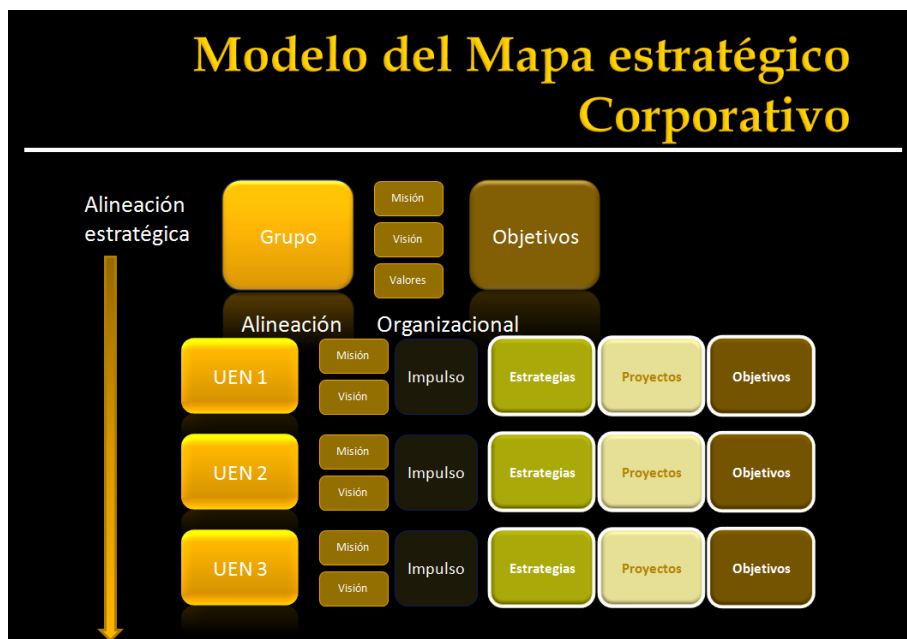 Modelo del Mapa estratégico
Corporativo
Alineación
estratégica
Grupo
Misión
Visión
Valores
Objetivos
Alineación Organizacional
UEN 1
Misión
Visión
Impulso
Estrategias
Proyectos
Objetivos
UEN 2
Misión
Visión
Impulso
Estrategias
Proyectos
Objetivos
UEN 3
Misión
Visión
Impulso
Estrategias
Proyectos
Objetivos